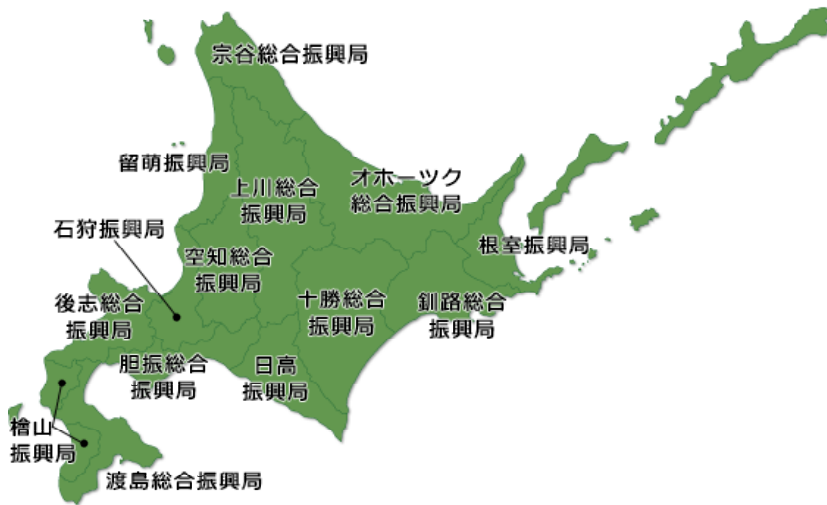 宗谷総合振興局
留萌振興局
上川総合
振興局
オホーツク
総合振興局
石狩振興局
空知総合
振興局
根室振興局
後志総合
振興局
十勝総合
振興局
釧路総合
振興局
胆振総合
振興局
日高
振興局
檜山
振興局
渡島総合振興局